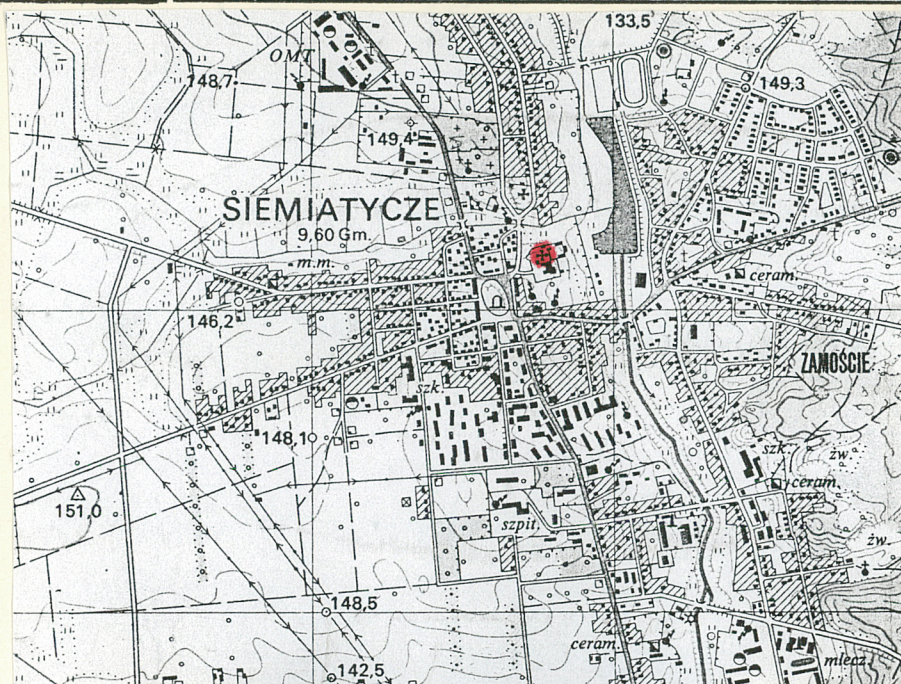 133,5
OMT
148,7
149,3
149,4
SIEMIATYCZE
9,60 Gm.
m.m.
ceram.
146,2
ZAMOŚCIE
szk
148,1
szk.
żw.
ceram.
151,0
szpit.
żw.
148,5
ceram.
mlecz.
142,5